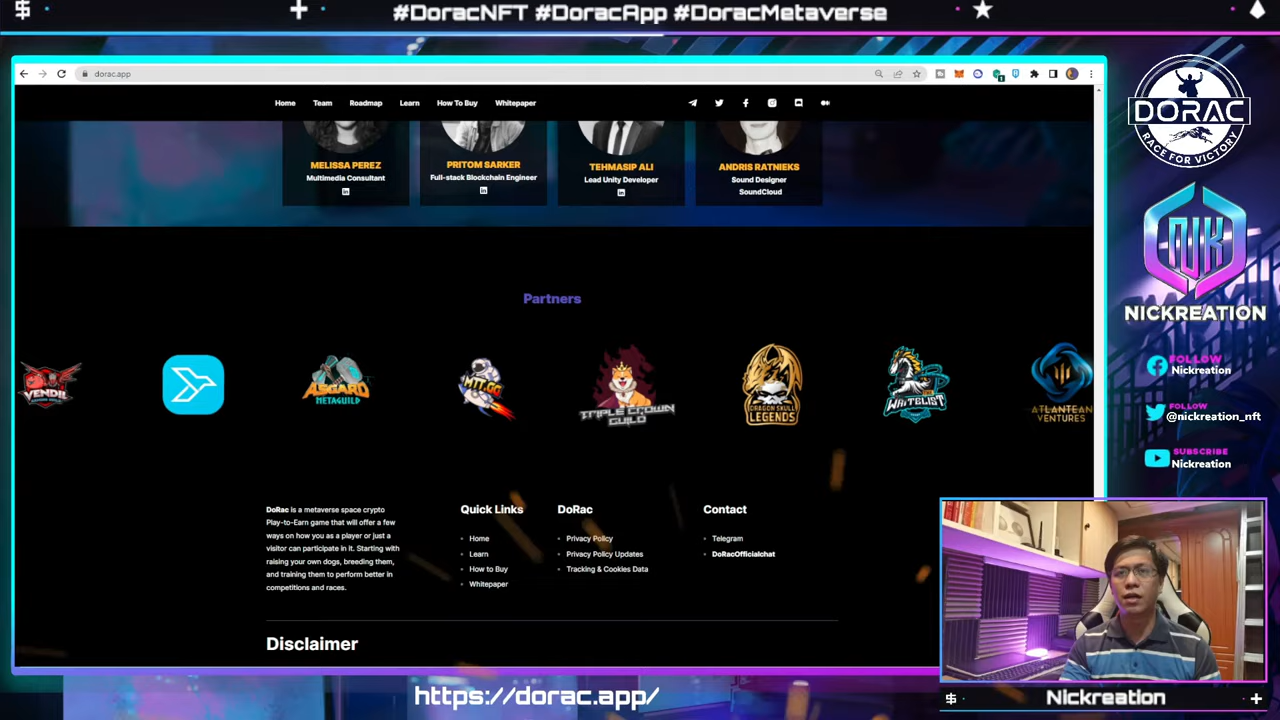 #DoracNFT #DoracApp #DoracMetaverse
dorac.app
Home Team Roadmap Learn How To Buy Whitepaper
MELISSA PEREZ
Multimedia Consultant
PRITOM SARKER
Full-stack Blockchain Engineer
TEHMASIP ALI
Lead Unity Developer
ANDRIS RATNIEKS
Sound Designer
SoundCloud
Partners
VENDIL
ASGARD
METAGUILD
MTT.GG
TRIPLE CROWN
GUILD
DRAGON SKULL
LEGENDS
WHITELIST
ATLANTEAN
VENTURES
DoRac is a metaverse space crypto
Play-to-Earn game that will offer a few
ways on how you as a player or just a
visitor can participate in it. Starting with
raising your own dogs, breeding them,
and training them to perform better in
competitions and races.
Quick Links
Home
Learn
How to Buy
Whitepaper
DoRac
Privacy Policy
Privacy Policy Updates
Tracking & Cookies Data
Contact
Telegram
DoRacOfficialchat
Disclaimer
DORAC
RACE FOR VICTORY
NICKREATION
FOLLOW
Nickreation
FOLLOW
@nickreation_nft
SUBSCRIBE
Nickreation
https://dorac.app/
Nickreation